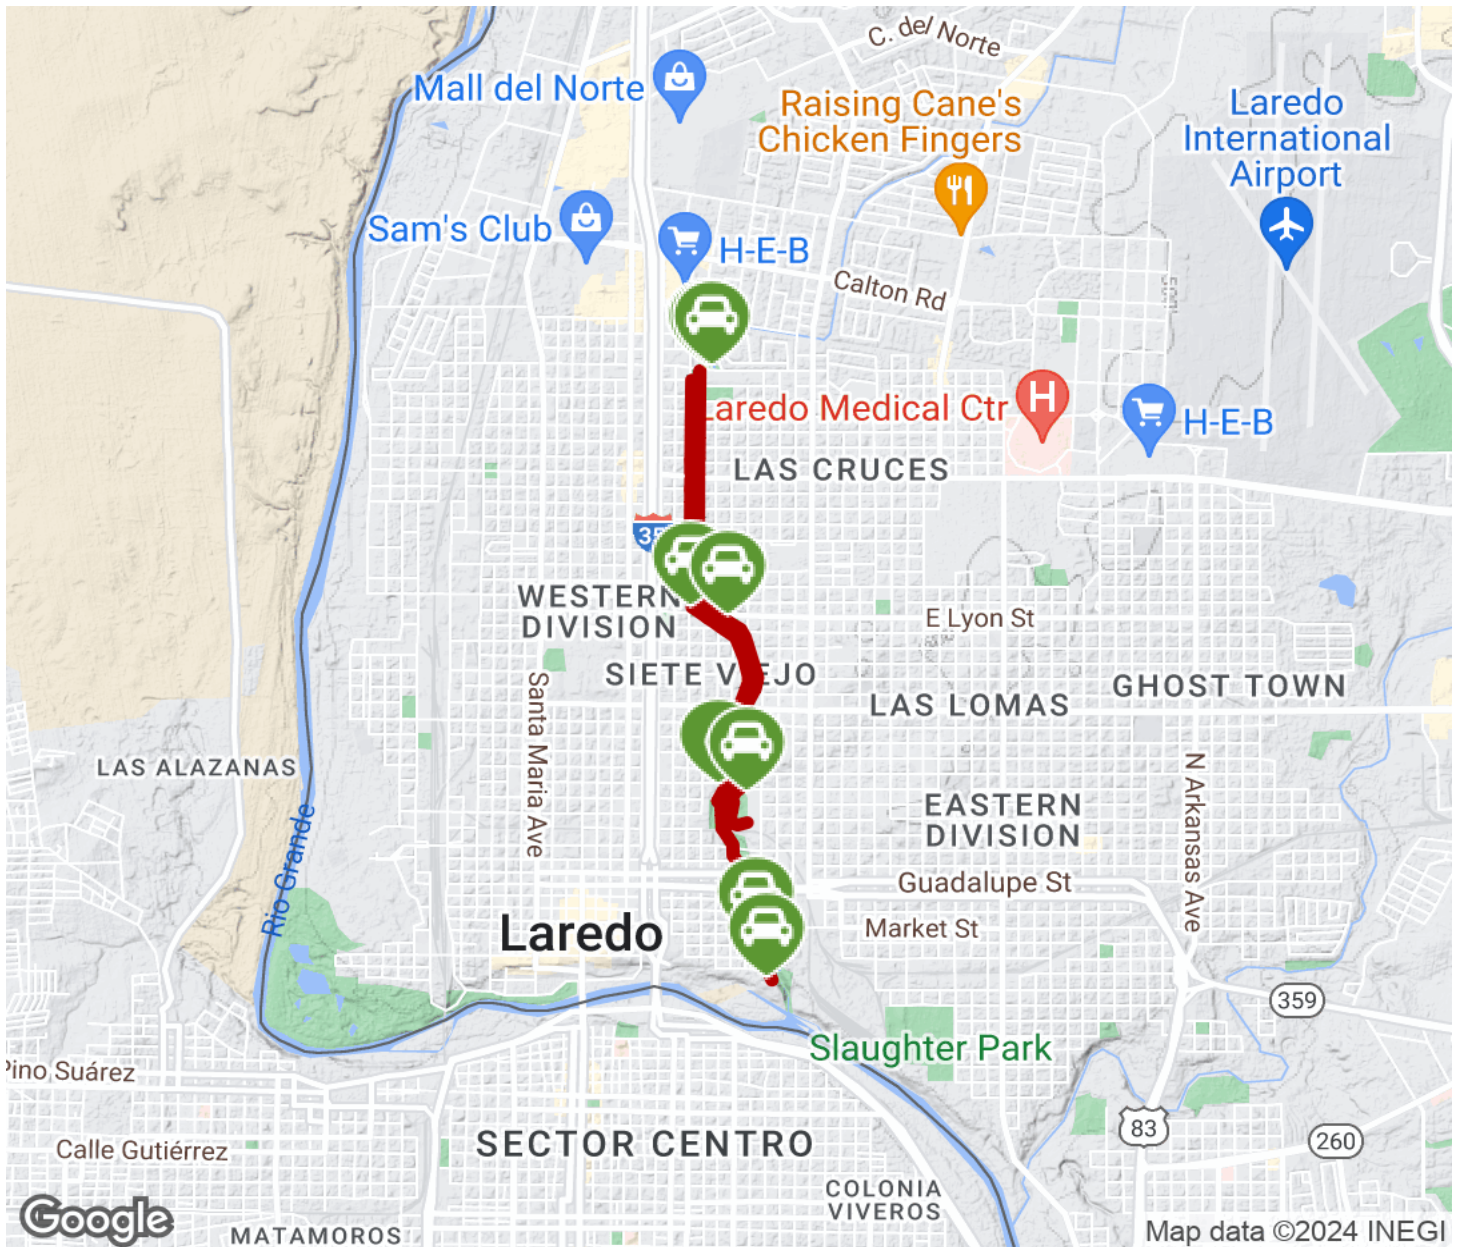 C. del Norte
Mall del Norte
Raising Cane's
Chicken Fingers
Laredo
International
Airport
Sam's Club
H-E-B
Calton Rd
Laredo Medical Ctr
H
H-E-B
LAS CRUCES
35
WESTERN
DIVISION
E Lyon St
SIETE VIEJO
Santa Maria Ave
LAS LOMAS
GHOST TOWN
LAS ALAZANAS
N Arkansas Ave
EASTERN
DIVISION
Rio Grande
Guadalupe St
Laredo
Market St
359
Slaughter Park
Pino Suárez
83
260
Calle Gutiérrez
SECTOR CENTRO
COLONIA
VIVEROS
Google
MATAMOROS
Map data ©2024 INEGI